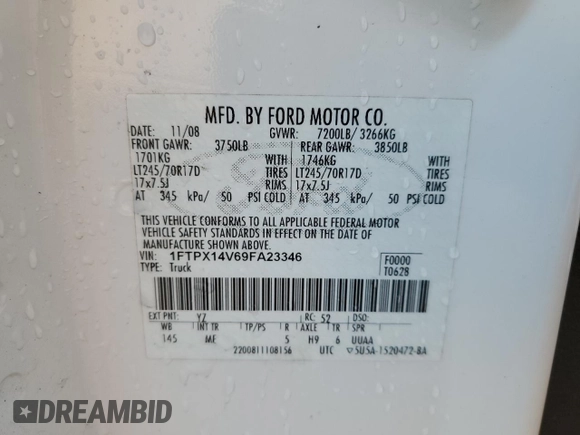 MFD. BY FORD MOTOR CO.
DATE: 11/08 GVWR: 7200LB/ 3266KG
FRONT GAWR: 3750LB REAR GAWR: 3850LB
1701KG WITH 1746KG WITH
LT245/70R17D TIRES LT245/70R17D TIRES
17x7.5J RIMS 17x7.5J RIMS
AT 345 kPa/ 50 PSI COLD AT 345 kPa/ 50 PSI COLD
THIS VEHICLE CONFORMS TO ALL APPLICABLE FEDERAL MOTOR
VEHICLE SAFETY STANDARDS IN EFFECT ON THE DATE OF
MANUFACTURE SHOWN ABOVE.
VIN: 1FTPX14V69FA23346 F0000
TYPE: Truck T0628
EXT PNT: YZ RC: 52 DSO:
WB INT TR TP/PS R AXLE TR SPR
145 ME 5 H9 6 UUAA
2200811108156 UTC 5U5A-1520472-BA
DREAMBID